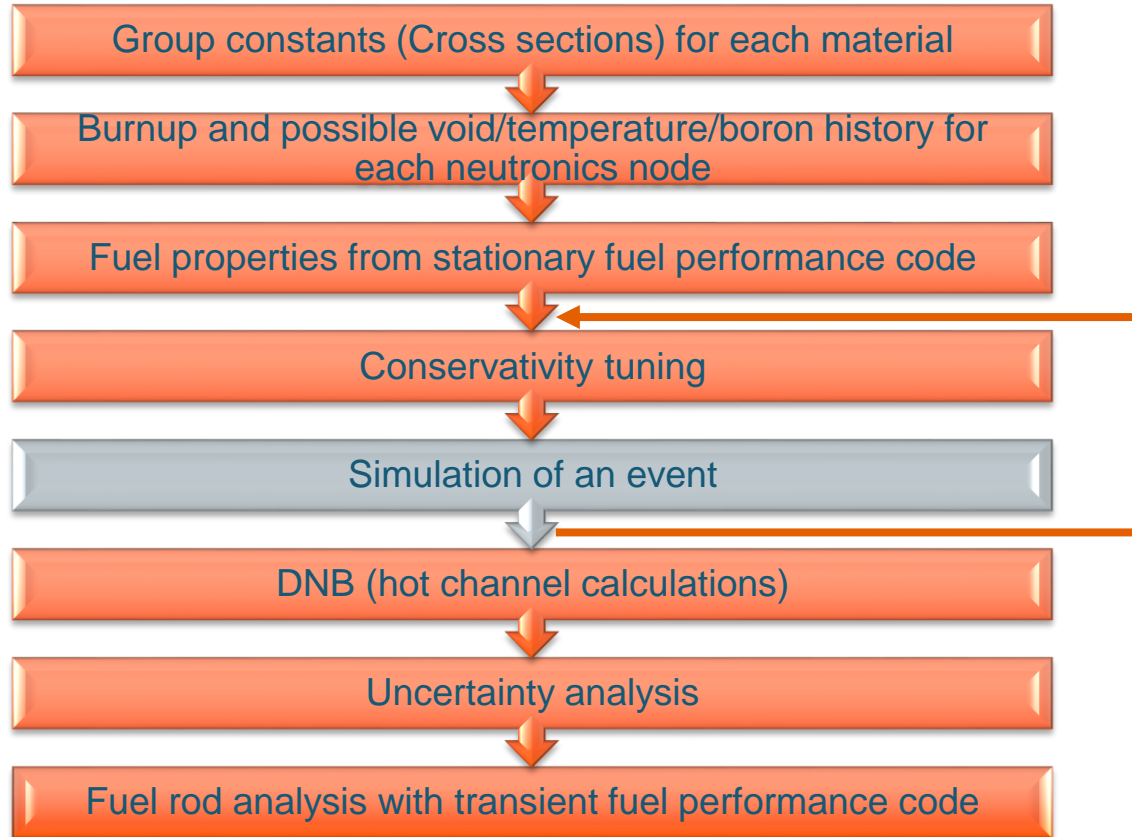 Group constants (Cross sections) for each material
Burnup and possible void/temperature/boron history for
each neutronics node
Fuel properties from stationary fuel performance code
Conservativity tuning
Simulation of an event
DNB (hot channel calculations)
Uncertainty analysis
Fuel rod analysis with transient fuel performance code